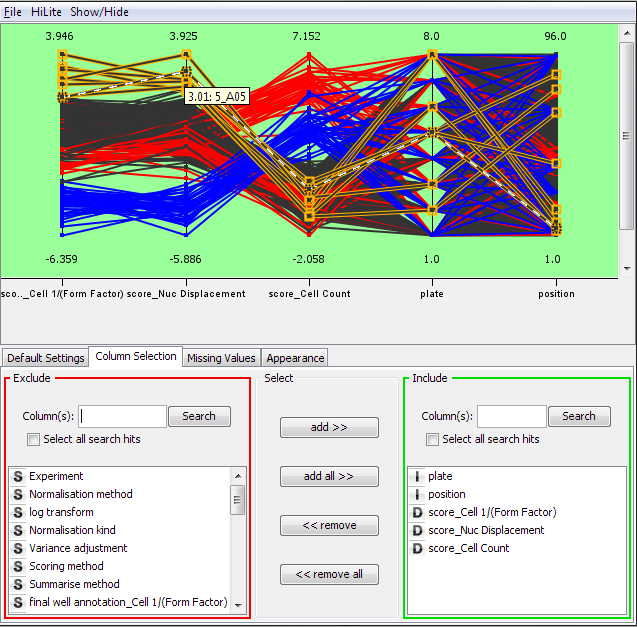 File HiLite Show/Hide
3.946 3.925 7.152 8.0 96.0
3.01: 5_A05
-6.359 -5.886 -2.058 1.0 1.0
sco.._Cell 1/(Form Factor) score_Nuc Displacement score_Cell Count plate position
Default Settings Column Selection Missing Values Appearance
Exclude Select Include
Column(s): Search Column(s): Search
Select all search hits Select all search hits
add >>
add all >>
<< remove
<< remove all
S Experiment
S Normalisation method
S log transform
S Normalisation kind
S Variance adjustment
S Scoring method
S Summarise method
S final well annotation_Cell 1/(Form Factor)
I plate
I position
D score_Cell 1/(Form Factor)
D score_Nuc Displacement
D score_Cell Count